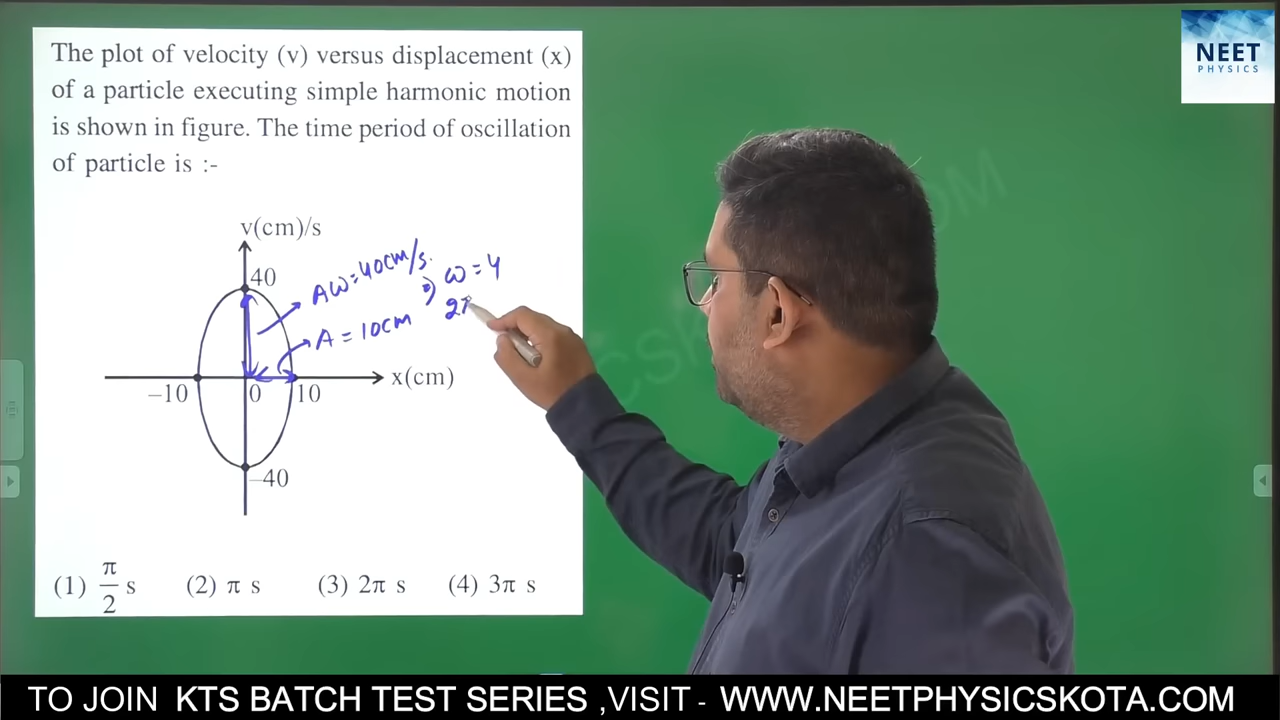 The plot of velocity (v) versus displacement (x)
of a particle executing simple harmonic motion
is shown in figure. The time period of oscillation
of particle is :-
v(cm)/s
40
Aω = 40cm/s.
A = 10cm
ω = 4
2π
–10
0
10
x(cm)
–40
(1) π/2 s (2) π s (3) 2π s (4) 3π s
NEET
PHYSICS
TO JOIN KTS BATCH TEST SERIES ,VISIT - WWW.NEETPHYSICSKOTA.COM